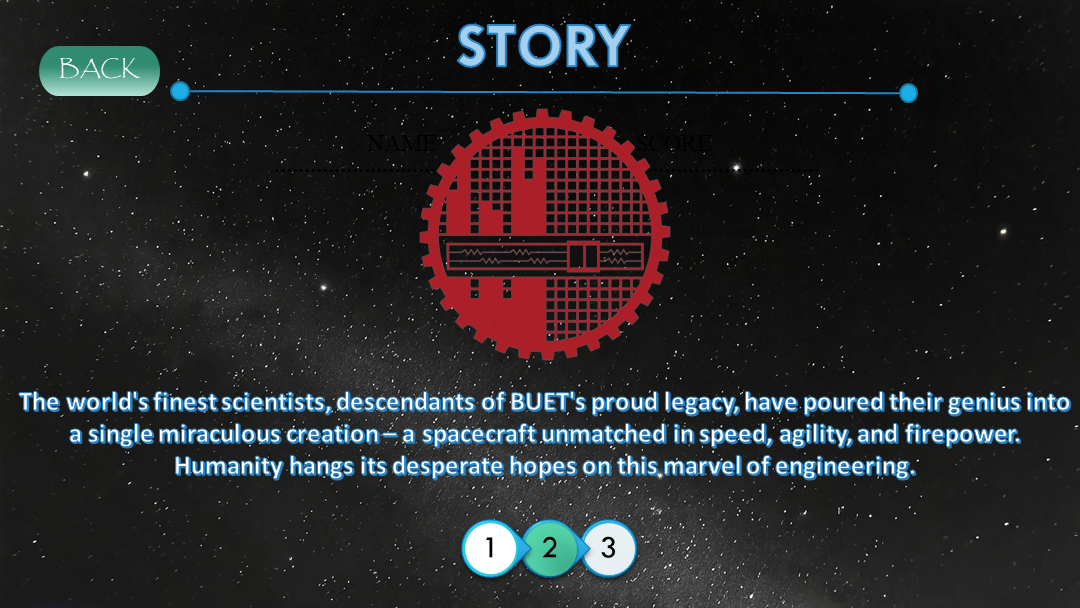 STORY
BACK
NAME SCORE
The world's finest scientists, descendants of BUET's proud legacy, have poured their genius into
a single miraculous creation – a spacecraft unmatched in speed, agility, and firepower.
Humanity hangs its desperate hopes on this marvel of engineering.
1 2 3